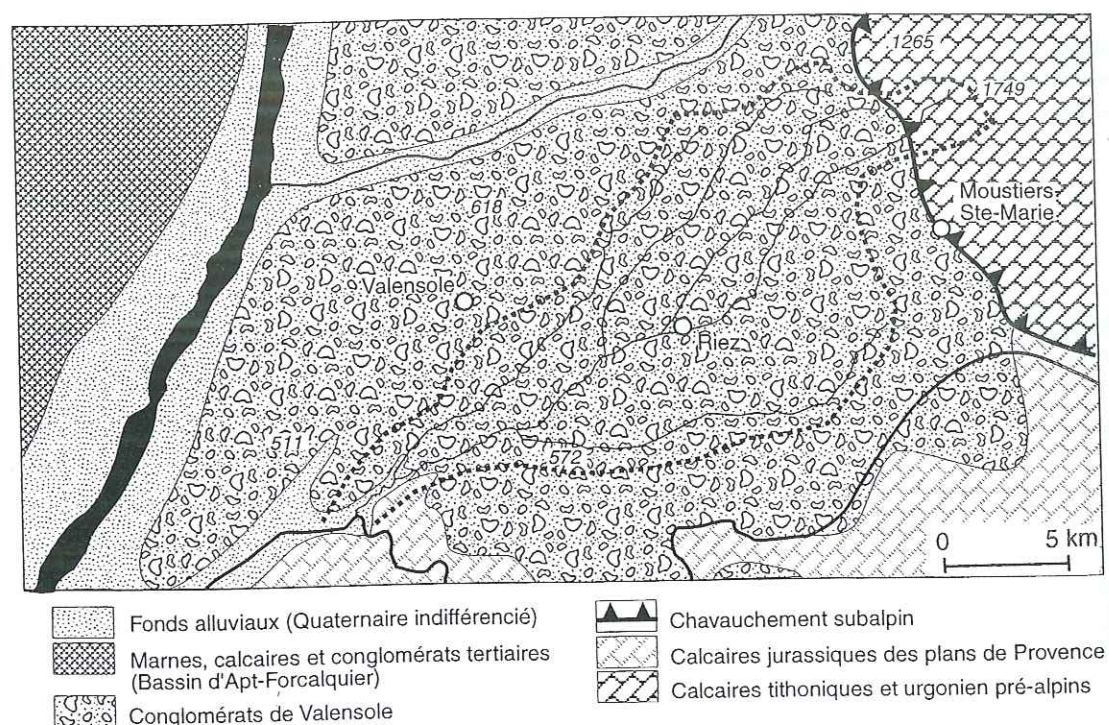 1265
1749
Moustiers-
Ste-Marie
618
Valensole
Riez
511
572
0 5 km
Fonds alluviaux (Quaternaire indifférencié)
Marnes, calcaires et conglomérats tertiaires
(Bassin d'Apt-Forcalquier)
Conglomérats de Valensole
Chavauchement subalpin
Calcaires jurassiques des plans de Provence
Calcaires tithoniques et urgonien pré-alpins